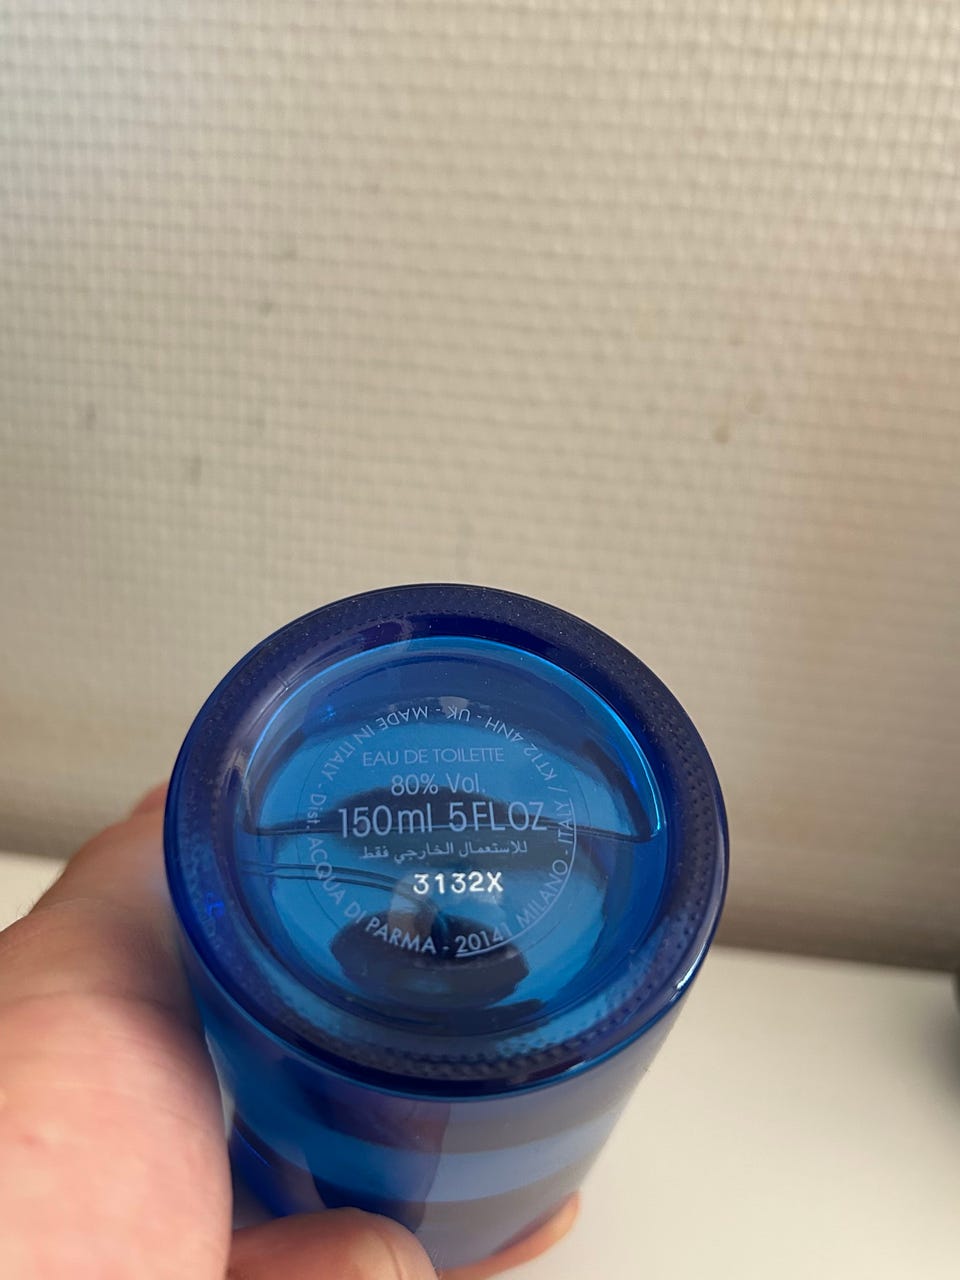 EAU DE TOILETTE
80% Vol.
150ml 5FLOZ
للاستعمال الخارجي فقط
3132X
Dist. ACQUA DI PARMA - 20141 MILANO - ITALY / KT12 4NH - UK - MADE IN ITALY -